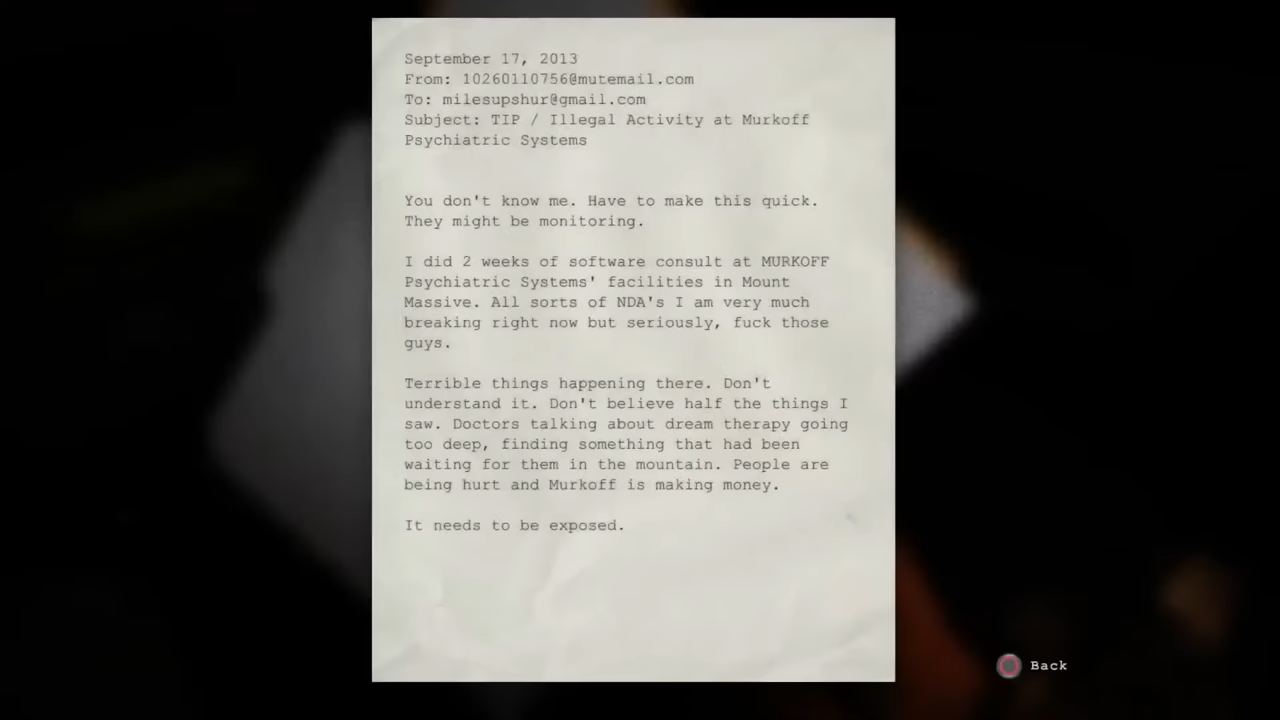 September 17, 2013
From: 10260110756@mutemail.com
To: milesupshur@gmail.com
Subject: TIP / Illegal Activity at Murkoff
Psychiatric Systems
You don't know me. Have to make this quick.
They might be monitoring.
I did 2 weeks of software consult at MURKOFF
Psychiatric Systems' facilities in Mount
Massive. All sorts of NDA's I am very much
breaking right now but seriously, fuck those
guys.
Terrible things happening there. Don't
understand it. Don't believe half the things I
saw. Doctors talking about dream therapy going
too deep, finding something that had been
waiting for them in the mountain. People are
being hurt and Murkoff is making money.
It needs to be exposed.
Back